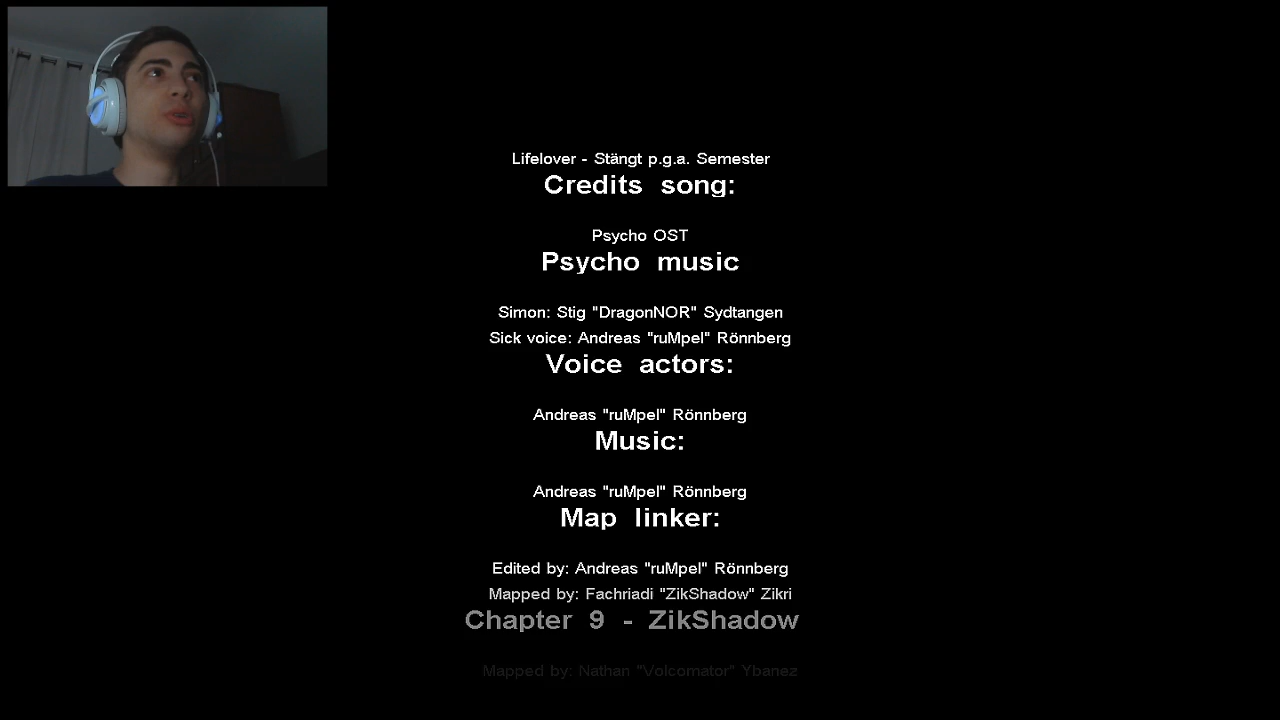 Lifelover - Stängt p.g.a. Semester
Credits song:
Psycho OST
Psycho music
Simon: Stig "DragonNOR" Sydtangen
Sick voice: Andreas "ruMpel" Rönnberg
Voice actors:
Andreas "ruMpel" Rönnberg
Music:
Andreas "ruMpel" Rönnberg
Map linker:
Edited by: Andreas "ruMpel" Rönnberg
Mapped by: Fachriadi "ZikShadow" Zikri
Chapter 9 - ZikShadow
Mapped by: Nathan "Volcomator" Ybanez